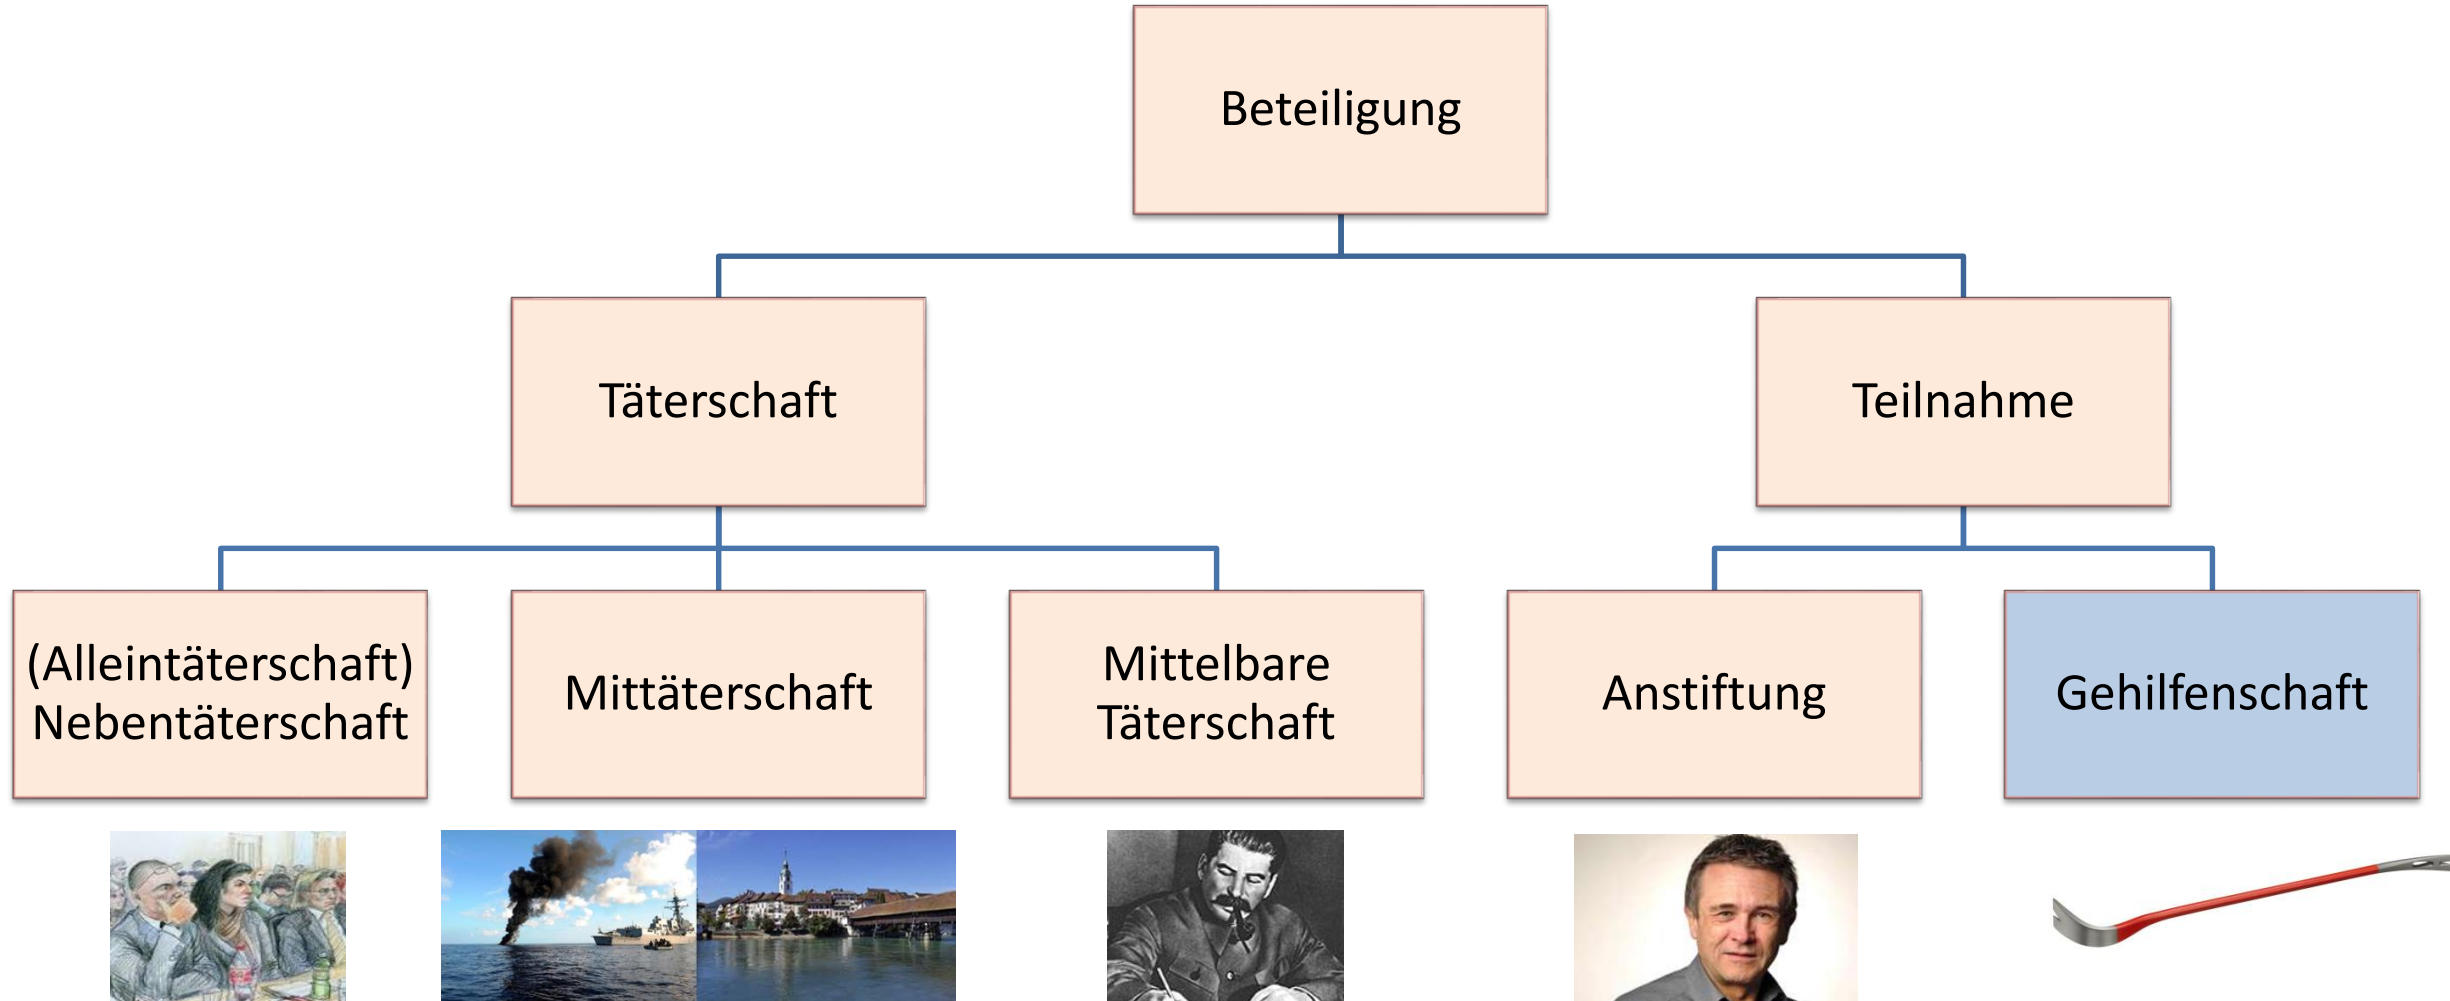 Beteiligung
Täterschaft
Teilnahme
(Alleintäterschaft)
Nebentäterschaft
Mittäterschaft
Mittelbare
Täterschaft
Anstiftung
Gehilfenschaft